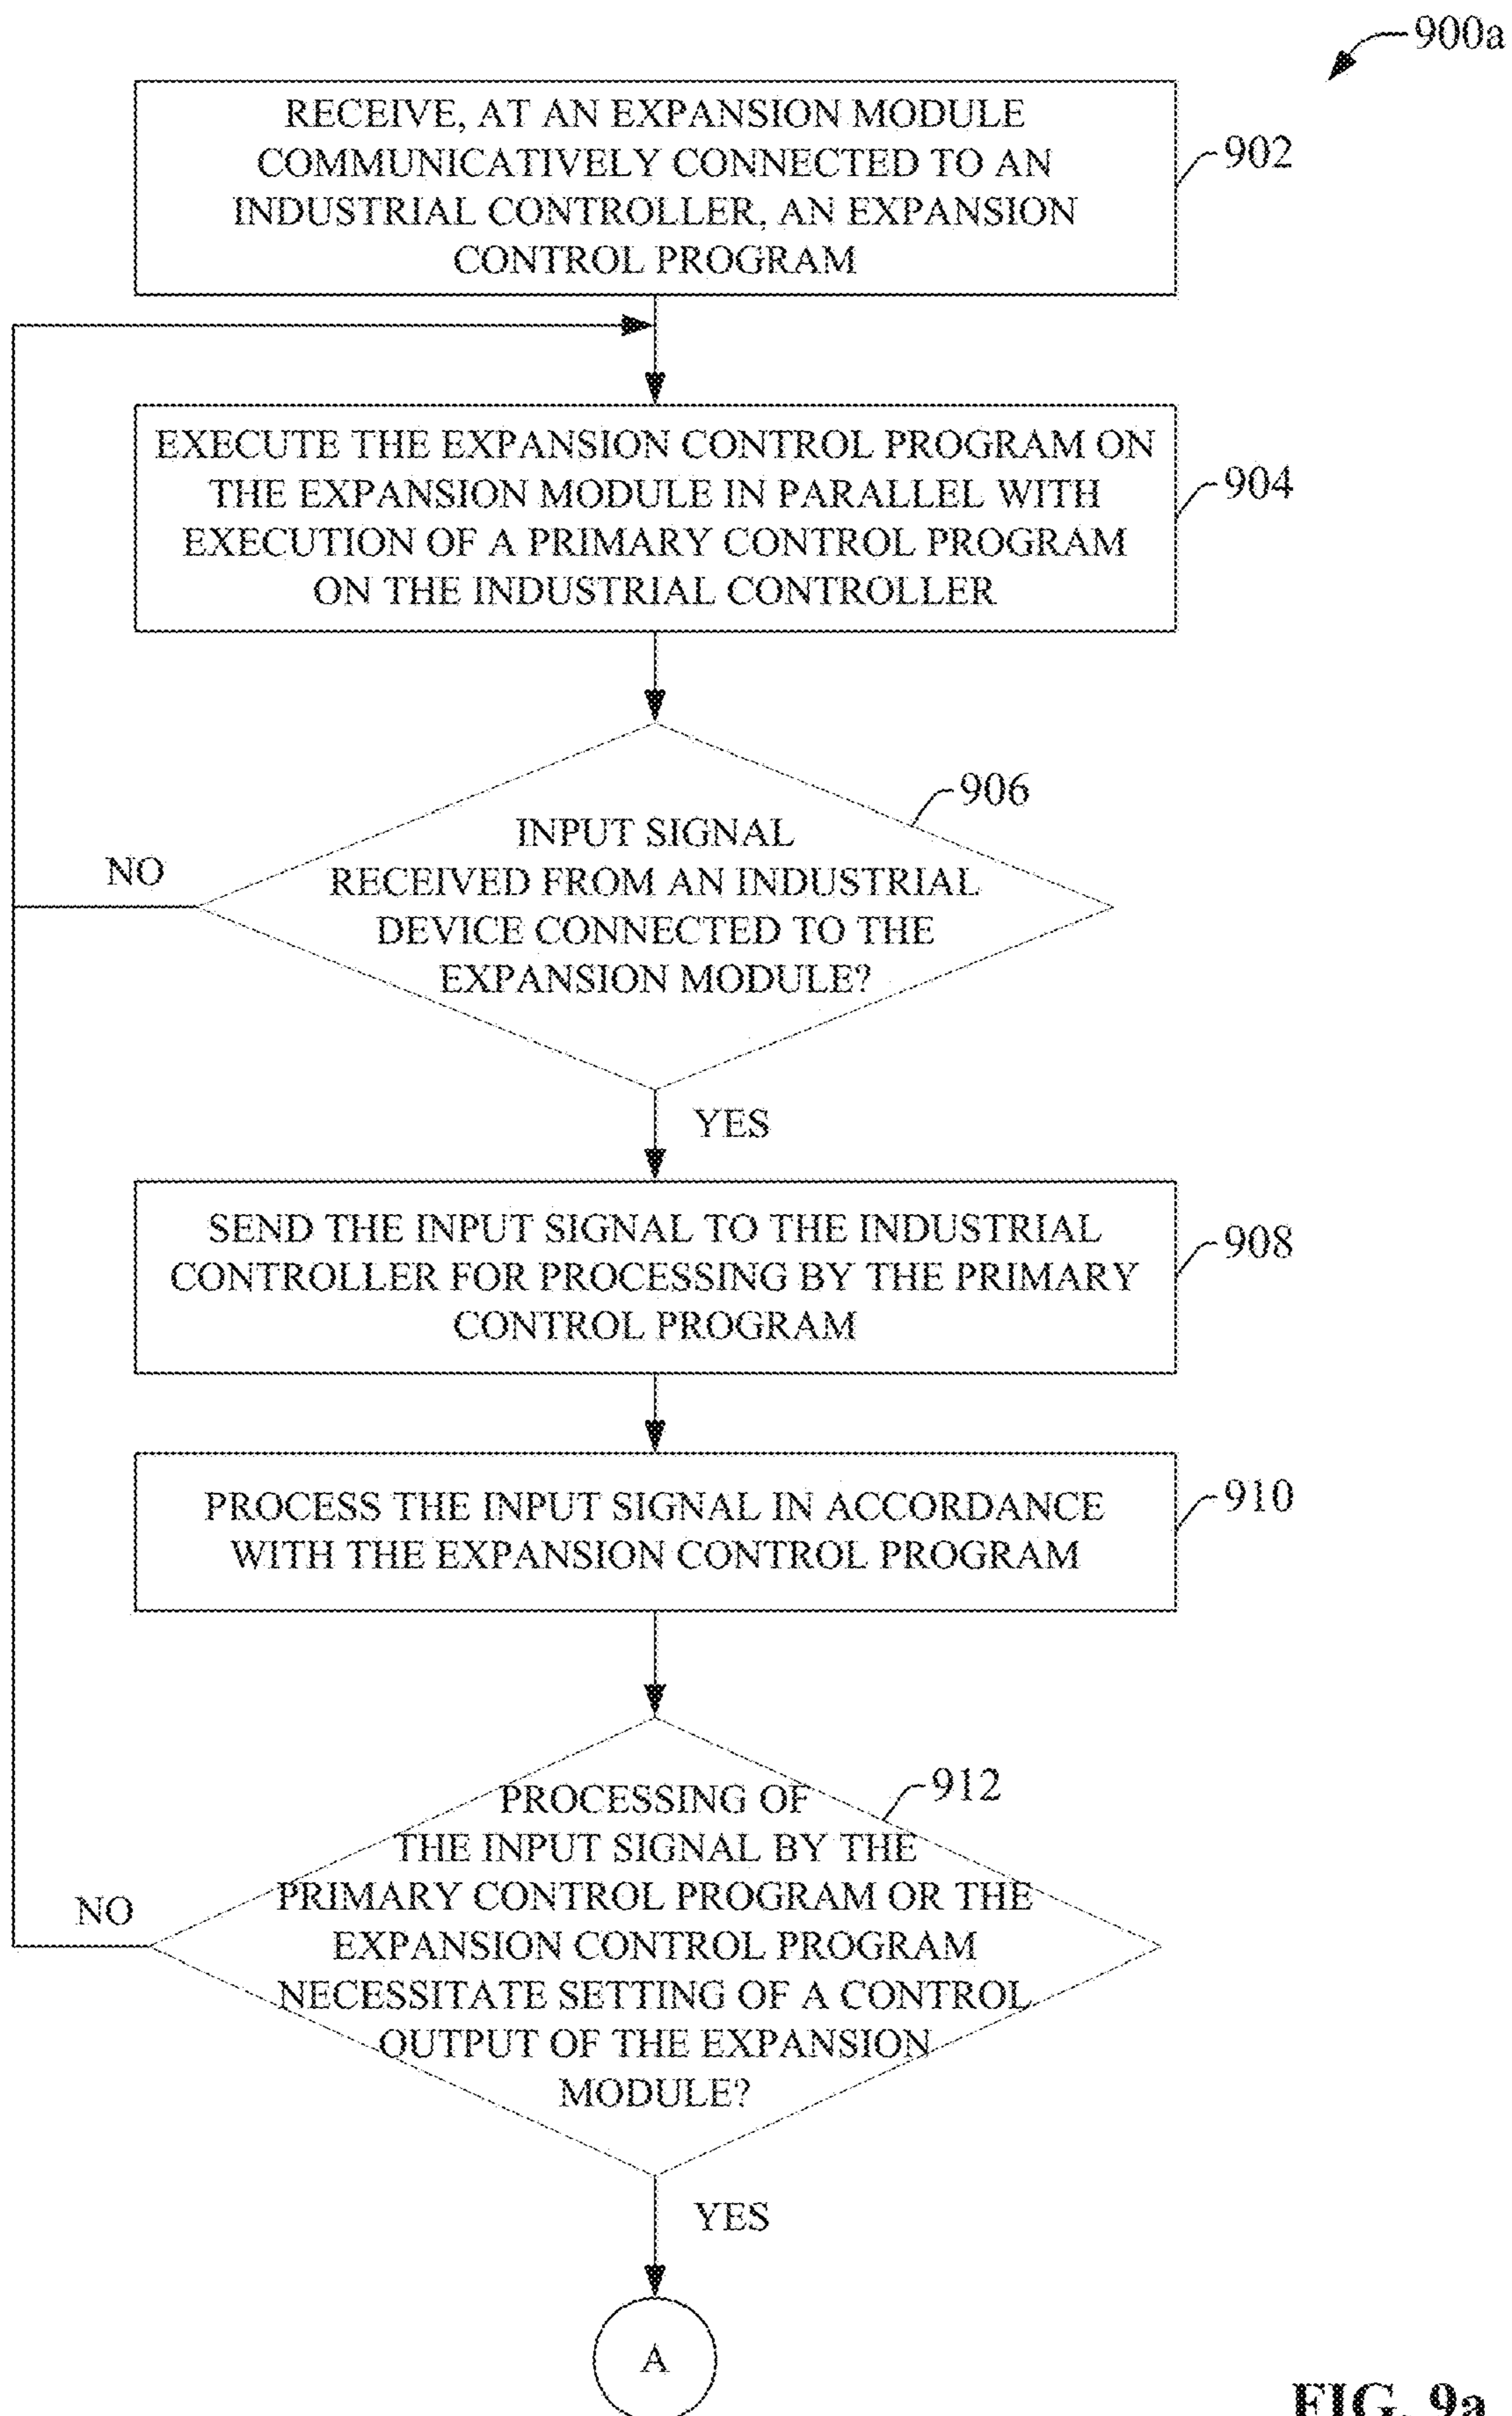 900a
RECEIVE, AT AN EXPANSION MODULE
COMMUNICATIVELY CONNECTED TO AN
INDUSTRIAL CONTROLLER, AN EXPANSION
CONTROL PROGRAM
902
EXECUTE THE EXPANSION CONTROL PROGRAM ON
THE EXPANSION MODULE IN PARALLEL WITH
EXECUTION OF A PRIMARY CONTROL PROGRAM
ON THE INDUSTRIAL CONTROLLER
904
906
INPUT SIGNAL
RECEIVED FROM AN INDUSTRIAL
DEVICE CONNECTED TO THE
EXPANSION MODULE?
NO
YES
SEND THE INPUT SIGNAL TO THE INDUSTRIAL
CONTROLLER FOR PROCESSING BY THE PRIMARY
CONTROL PROGRAM
908
PROCESS THE INPUT SIGNAL IN ACCORDANCE
WITH THE EXPANSION CONTROL PROGRAM
910
912
PROCESSING OF
THE INPUT SIGNAL BY THE
PRIMARY CONTROL PROGRAM OR THE
EXPANSION CONTROL PROGRAM
NECESSITATE SETTING OF A CONTROL
OUTPUT OF THE EXPANSION
MODULE?
NO
YES
A
FIG. 9a